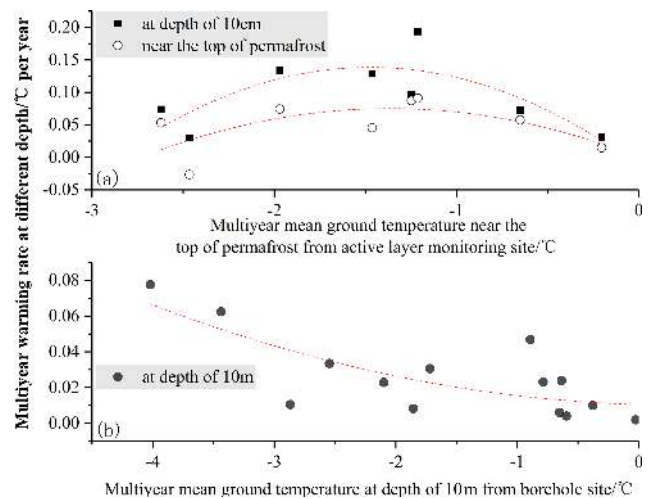 at depth of 10cm
near the top of permafrost
0.20
0.15
0.10
0.05
0.00
-0.05
(a)
-3
-2
-1
0
Multiyear mean ground temperature near the
top of permafrost from active layer monitoring site/℃
Multiyear warming rate at different depth/℃ per year
0.08
0.06
0.04
0.02
0.00
at depth of 10m
(b)
-4
-3
-2
-1
0
Multiyear mean ground temperature at depth of 10m from borehole site/℃